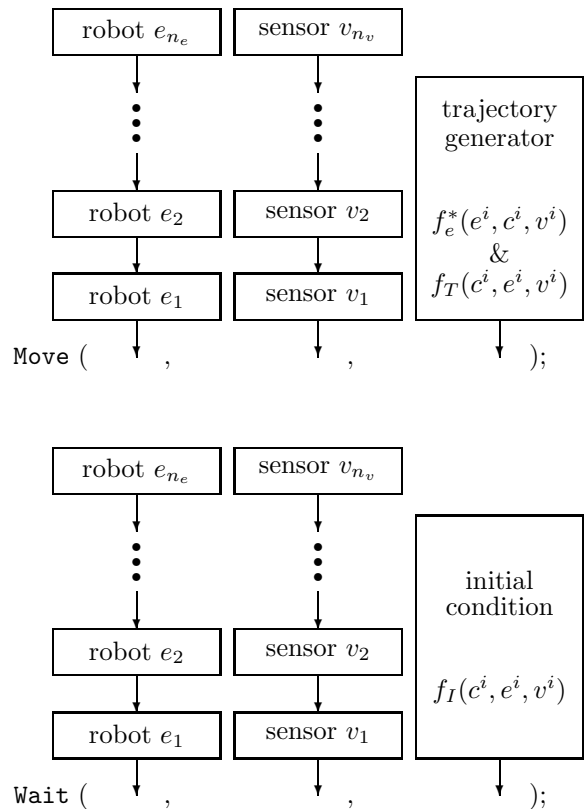 robot $e_{n_e}$
sensor $v_{n_v}$
trajectory
generator
robot $e_2$
sensor $v_2$
$f_e^*(e^i, c^i, v^i)$
&
robot $e_1$
sensor $v_1$
$f_T(c^i, e^i, v^i)$
Move ( , , );
robot $e_{n_e}$
sensor $v_{n_v}$
initial
condition
robot $e_2$
sensor $v_2$
$f_I(c^i, e^i, v^i)$
robot $e_1$
sensor $v_1$
Wait ( , , );